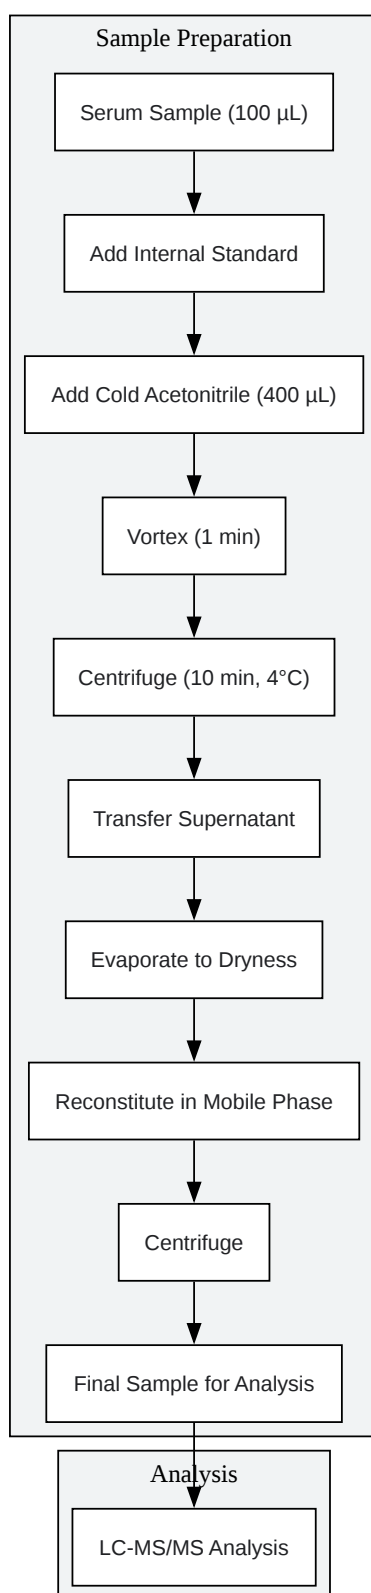 Sample Preparation
Serum Sample (100 µL)
Add Internal Standard
Add Cold Acetonitrile (400 µL)
Vortex (1 min)
Centrifuge (10 min, 4°C)
Transfer Supernatant
Evaporate to Dryness
Reconstitute in Mobile Phase
Centrifuge
Final Sample for Analysis
Analysis
LC-MS/MS Analysis